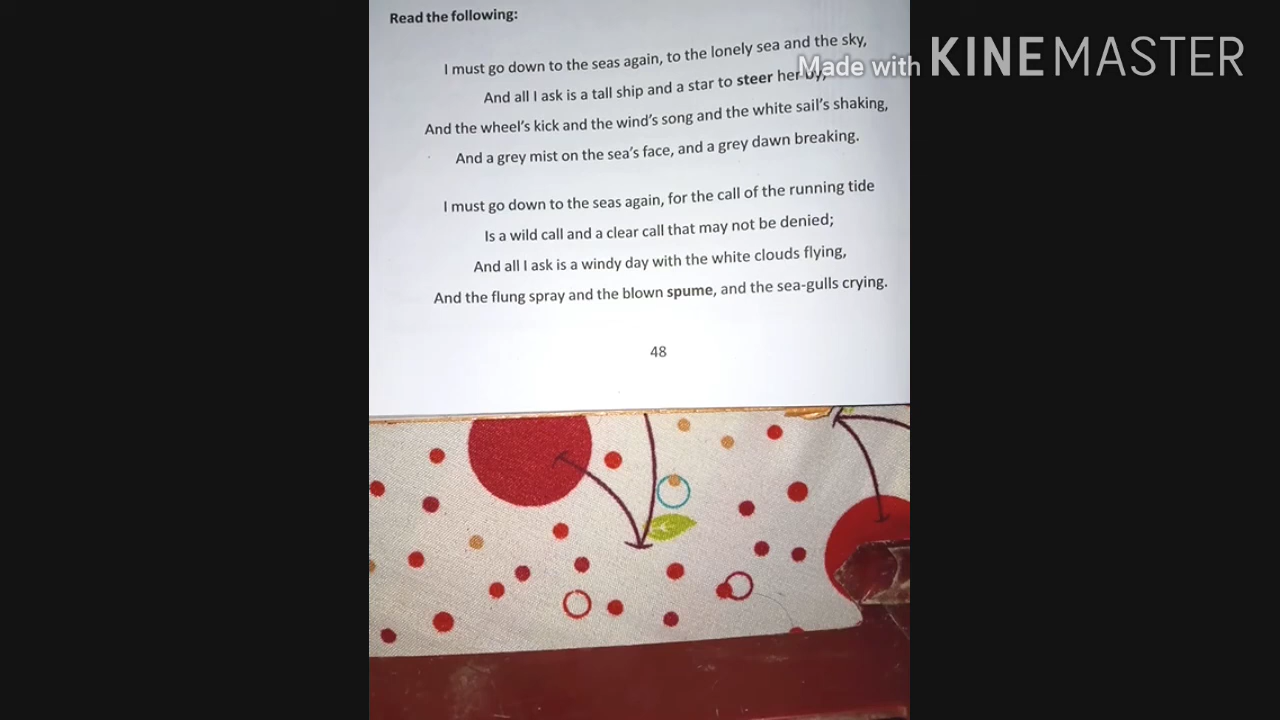 Read the following:
I must go down to the seas again, to the lonely sea and the sky,
Made with KINEMASTER
And all I ask is a tall ship and a star to steer her by,
And the wheel's kick and the wind's song and the white sail's shaking,
And a grey mist on the sea's face, and a grey dawn breaking.
I must go down to the seas again, for the call of the running tide
Is a wild call and a clear call that may not be denied;
And all I ask is a windy day with the white clouds flying,
And the flung spray and the blown spume, and the sea-gulls crying.
48